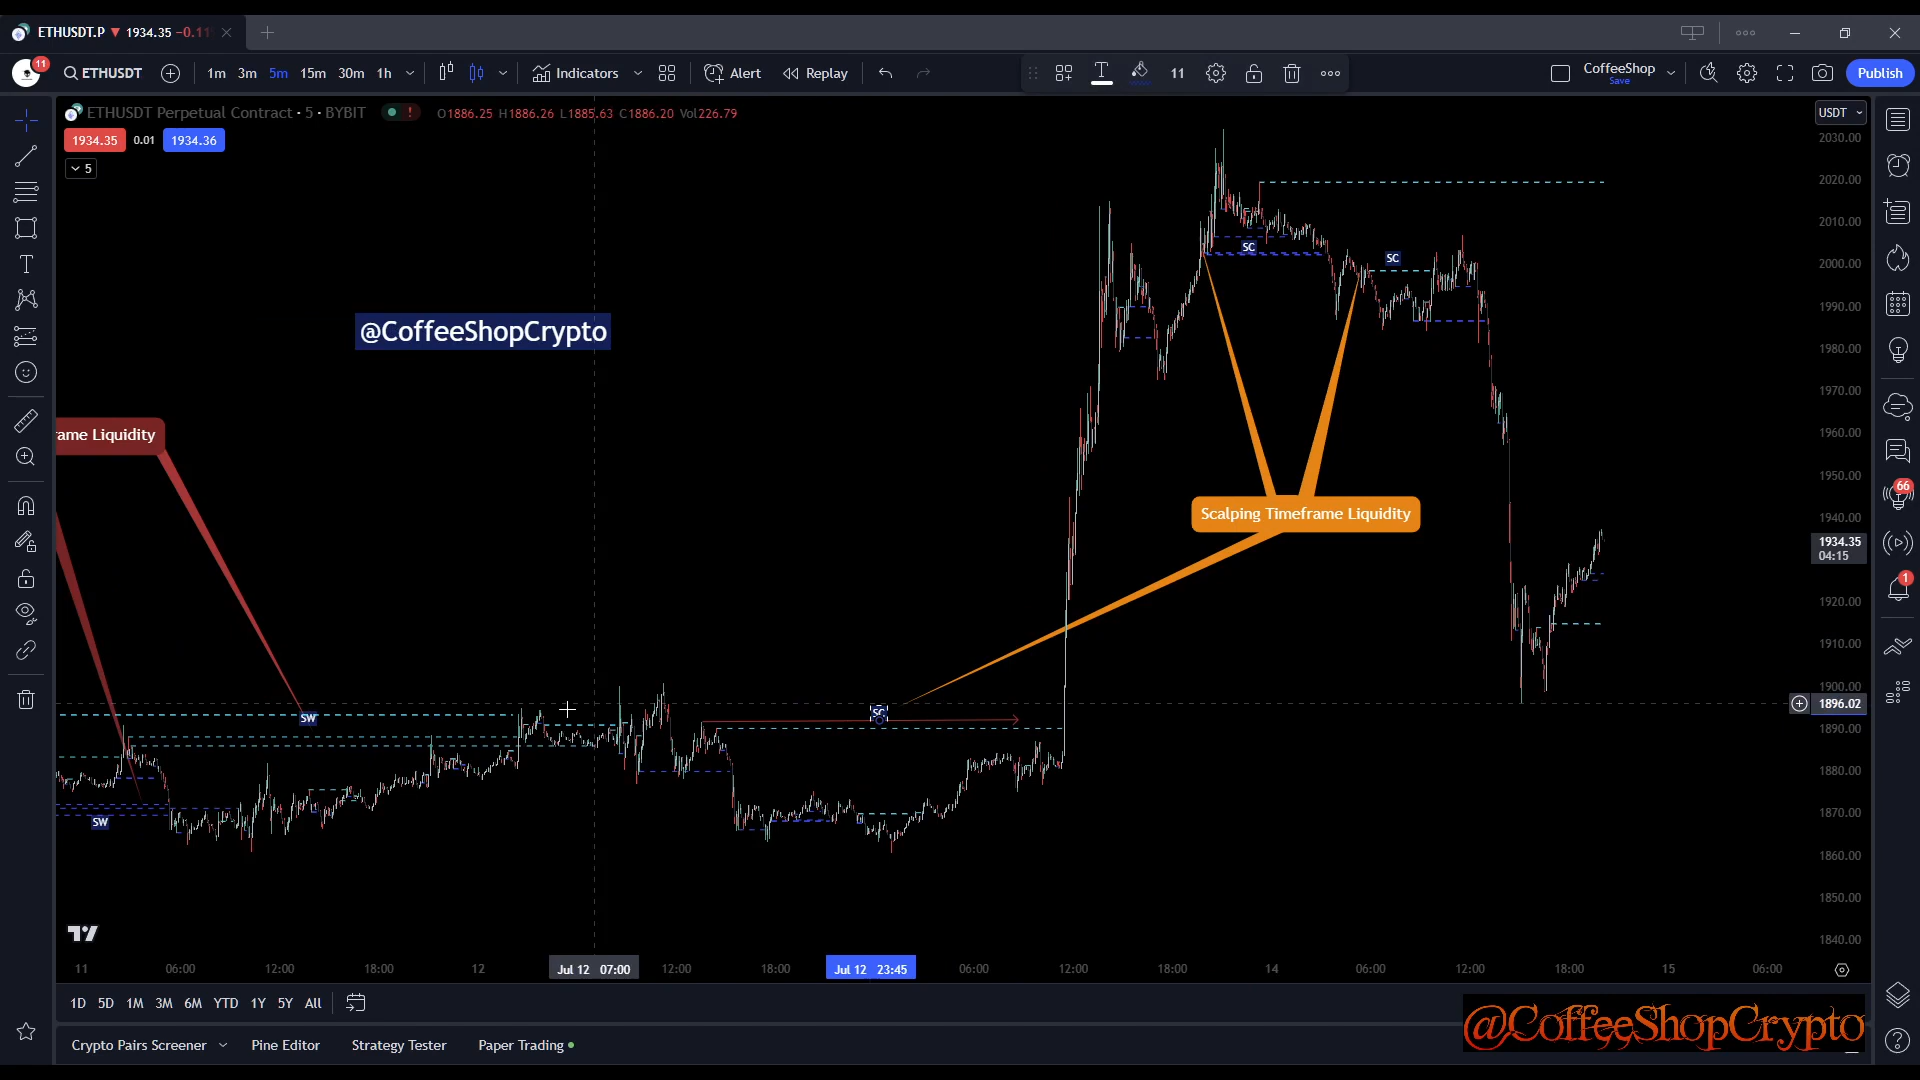 ETHUSDT.P ▼ 1934.35 −0.11
11
ETHUSDT 1m 3m 5m 15m 30m 1h Indicators Alert Replay 11 CoffeeShop Save Publish
ETHUSDT Perpetual Contract · 5 · BYBIT O1886.25 H1886.26 L1885.63 C1886.20 Vol226.79
USDT
1934.35 0.01 1934.36
5
2030.00
2020.00
2010.00
2000.00
1990.00
1980.00
1970.00
1960.00
1950.00
1940.00
1934.35
04:15
1920.00
1910.00
1900.00
1896.02
1890.00
1880.00
1870.00
1860.00
1850.00
1840.00
SC
SC
@CoffeeShopCrypto
rame Liquidity
Scalping Timeframe Liquidity
66
1
SW
SC
SW
11 06:00 12:00 18:00 12 Jul 12 07:00 12:00 18:00 Jul 12 23:45 06:00 12:00 18:00 14 06:00 12:00 18:00 15 06:00
1D 5D 1M 3M 6M YTD 1Y 5Y All
@CoffeeShopCrypto
Crypto Pairs Screener Pine Editor Strategy Tester Paper Trading